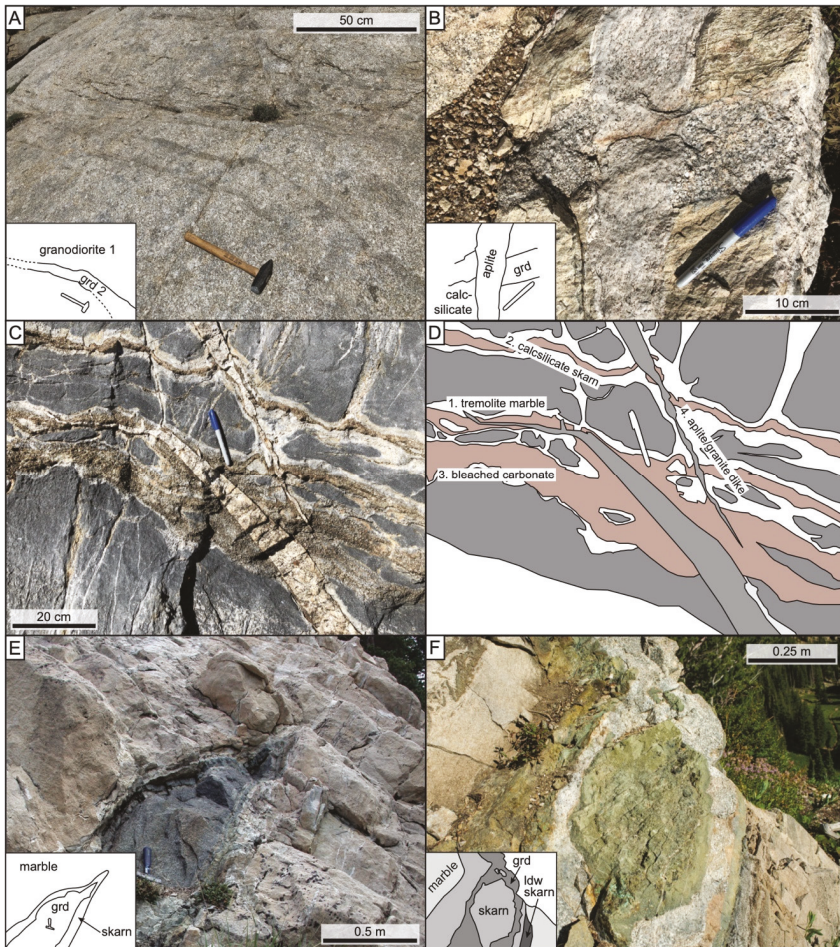 A
50 cm
granodiorite 1
grd 2
B
aplite
grd
calc-
silicate
10 cm
C
20 cm
D
2. calcsilicate skarn
1. tremolite marble
4. aplite/granite dike
3. bleached carbonate
E
marble
grd
skarn
0.5 m
F
0.25 m
marble
grd
ldw
skarn
skarn